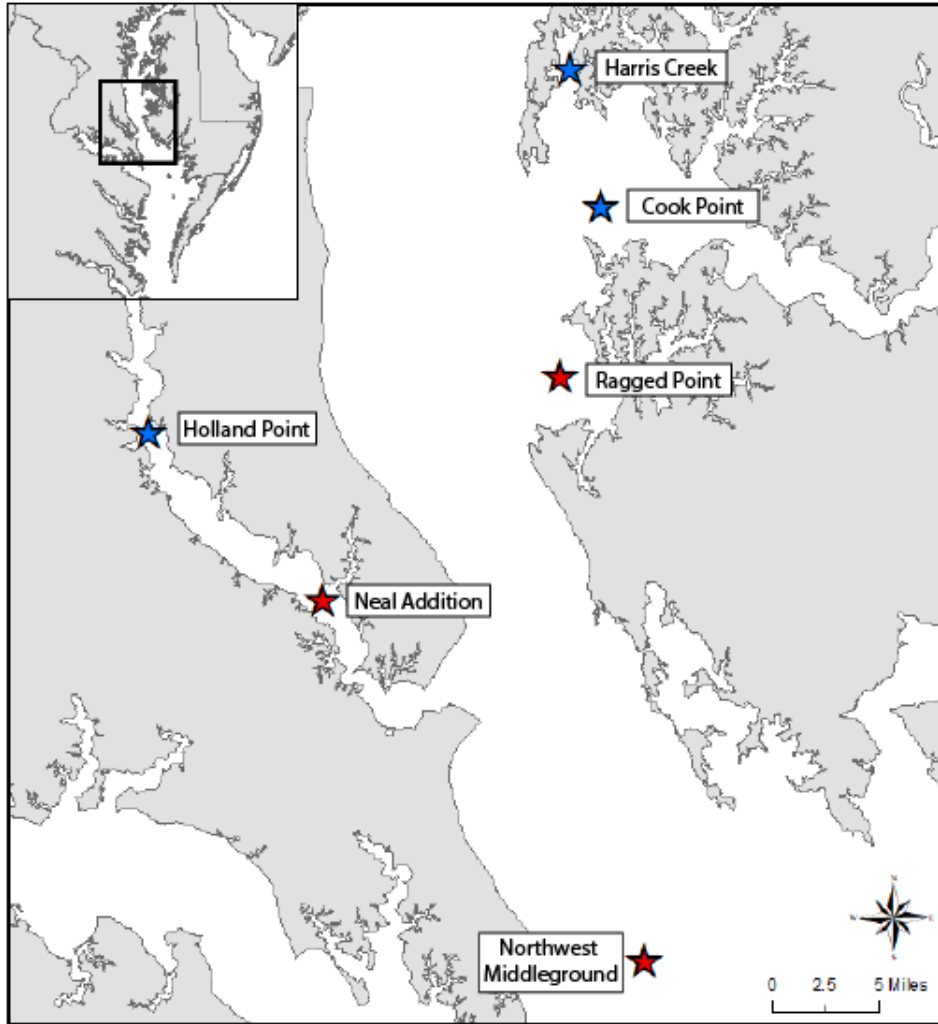 Harris Creek
Cook Point
Ragged Point
Holland Point
Neal Addition
Northwest
Middleground
N
W
E
S
0 2.5 5 Miles